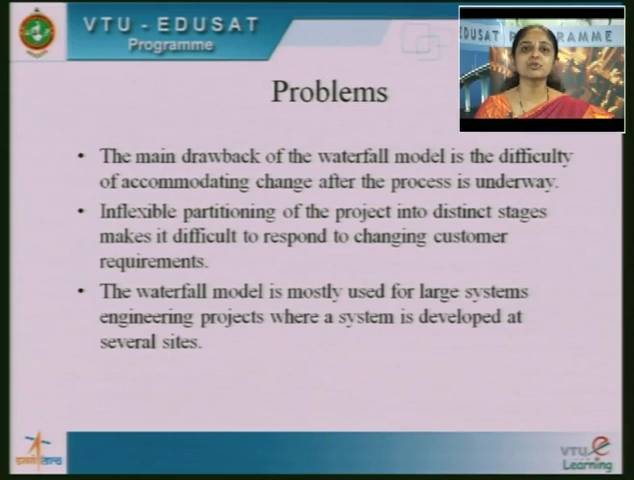 VTU - EDUSAT
Programme
EDUSAT PROGRAMME
Problems
• The main drawback of the waterfall model is the difficulty
of accommodating change after the process is underway.
• Inflexible partitioning of the project into distinct stages
makes it difficult to respond to changing customer
requirements.
• The waterfall model is mostly used for large systems
engineering projects where a system is developed at
several sites.
VTU e
Learning